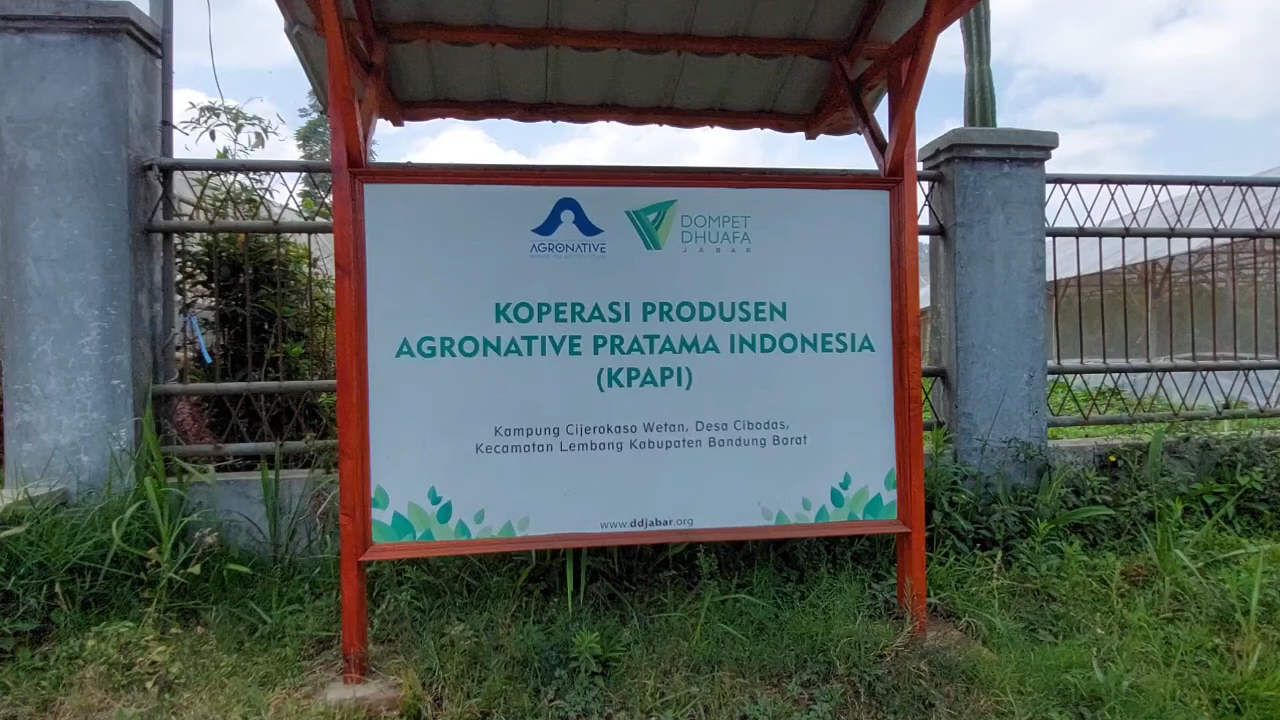 AGRONATIVE
DOMPET
DHUAFA
JABAR
KOPERASI PRODUSEN
AGRONATIVE PRATAMA INDONESIA
(KPAPI)
Kampung Cijerokaso Wetan, Desa Cibodas,
Kecamatan Lembang Kabupaten Bandung Barat
www.ddjabar.org